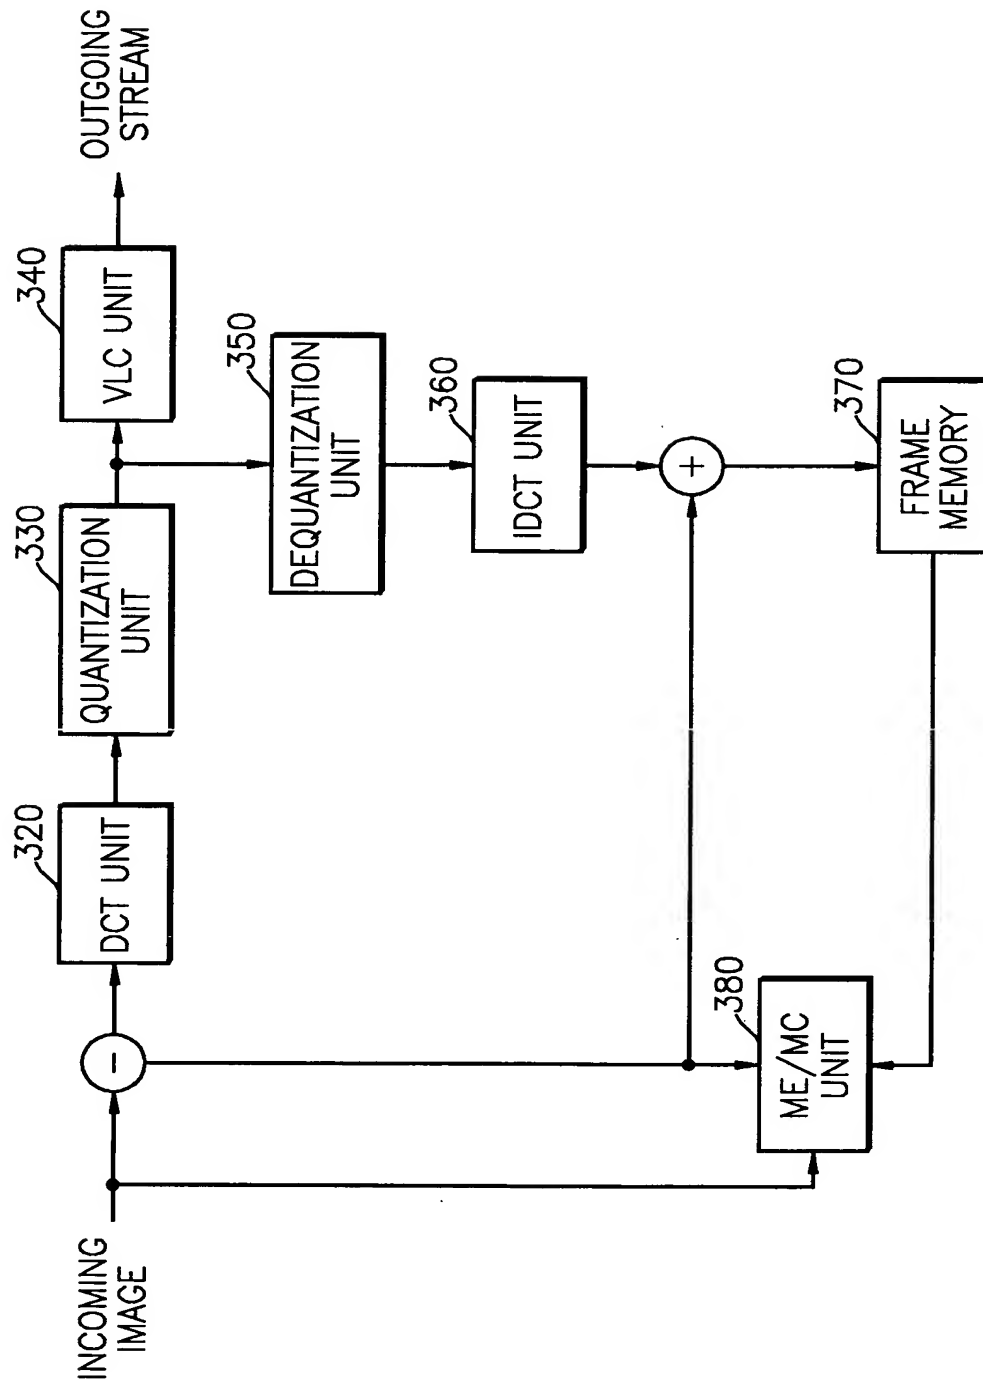 INCOMING
IMAGE
-
320
DCT UNIT
330
QUANTIZATION
UNIT
340
VLC UNIT
OUTGOING
STREAM
350
DEQUANTIZATION
UNIT
360
IDCT UNIT
+
370
FRAME
MEMORY
380
ME/MC
UNIT